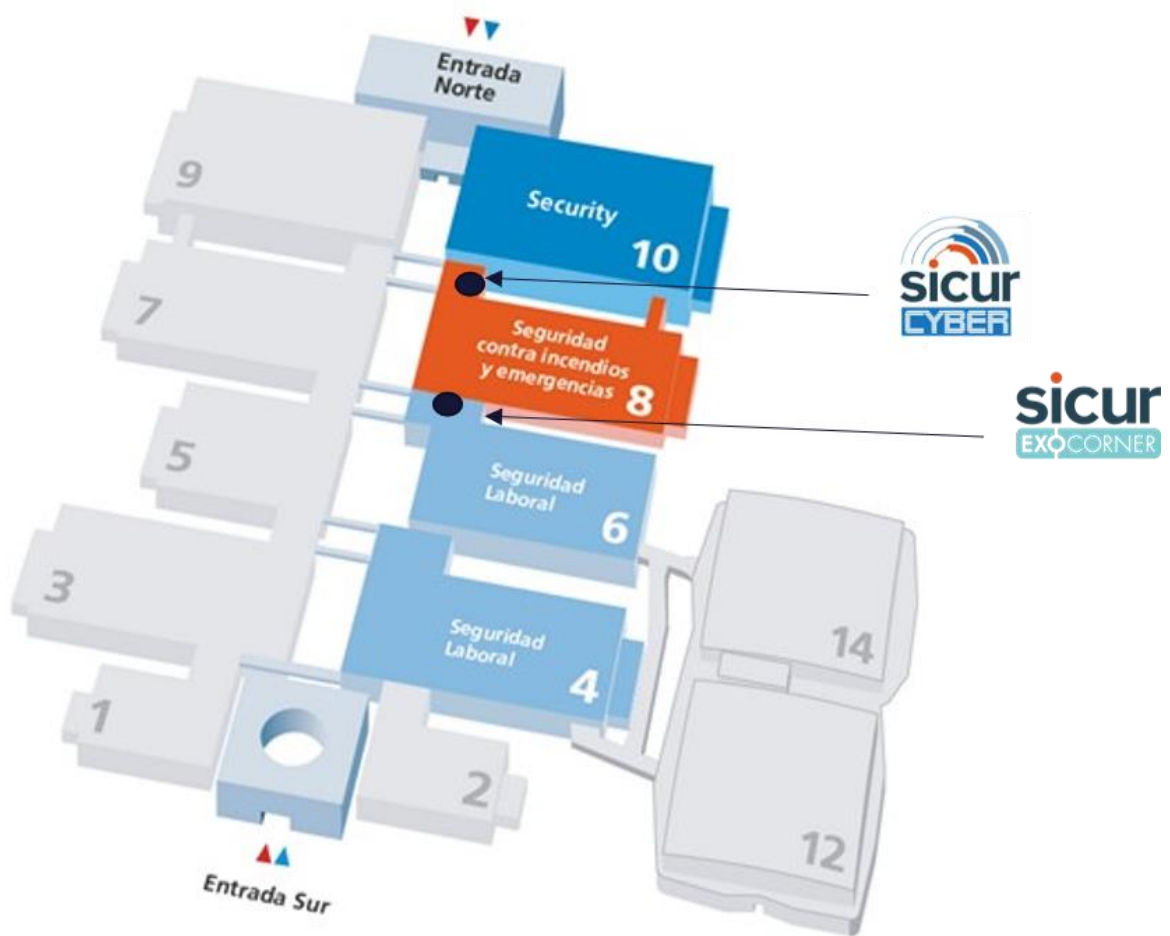 Entrada
Norte
9
Security
10
sicur
CYBER
7
Seguridad
contra incendios
y emergencias
8
sicur
EXOCORNER
5
Seguridad
Laboral
6
3
Seguridad
Laboral
4
14
1
2
12
Entrada Sur